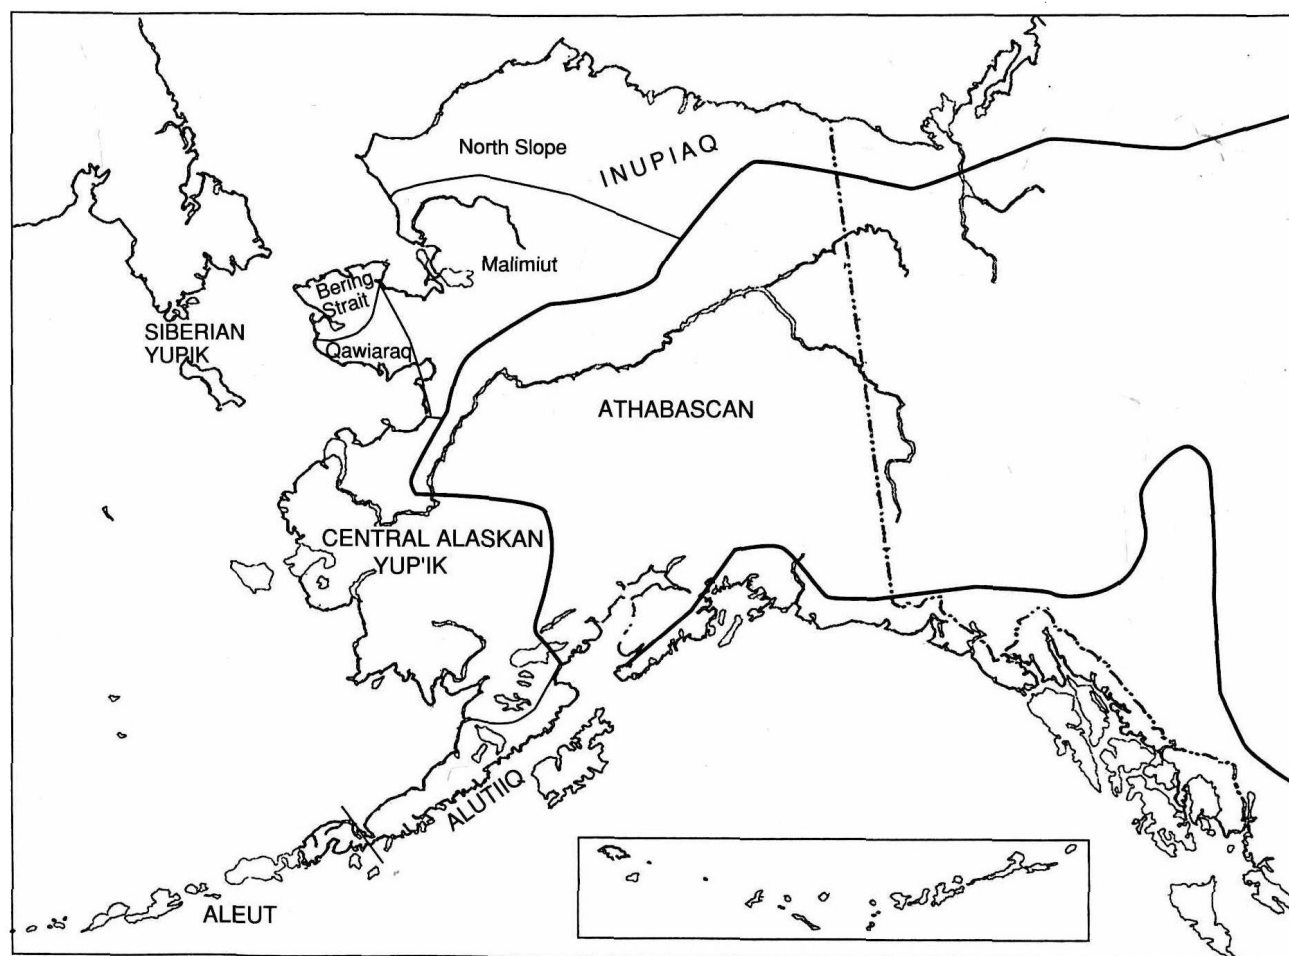 North Slope
INUPIAQ
Malimiut
Bering
Strait
Qawiaraq
SIBERIAN
YUPIK
ATHABASCAN
CENTRAL ALASKAN
YUP'IK
ALUTIIQ
ALEUT